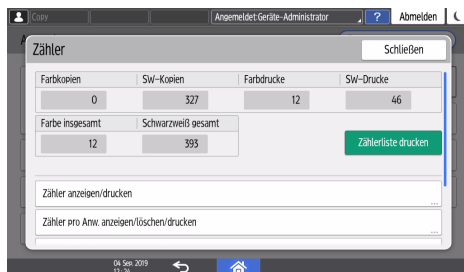 Copy Angemeldet:Geräte-Administrator ? Abmelden
Zähler Schließen
Farbkopien SW-Kopien Farbdrucke SW-Drucke
0 327 12 46
Farbe insgesamt Schwarzweiß gesamt
12 393
Zählerliste drucken
Zähler anzeigen/drucken
...
Zähler pro Anw. anzeigen/löschen/drucken
...
04 Sep. 2019